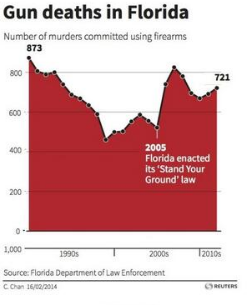 Gun deaths in Florida
Number of murders committed using firearms
873
800
721
600
400
2005
Florida enacted
its 'Stand Your
Ground' law
200
0
1,000
1990s
2000s
2010s
Source: Florida Department of Law Enforcement
C. Chan 16/02/2014
REUTERS